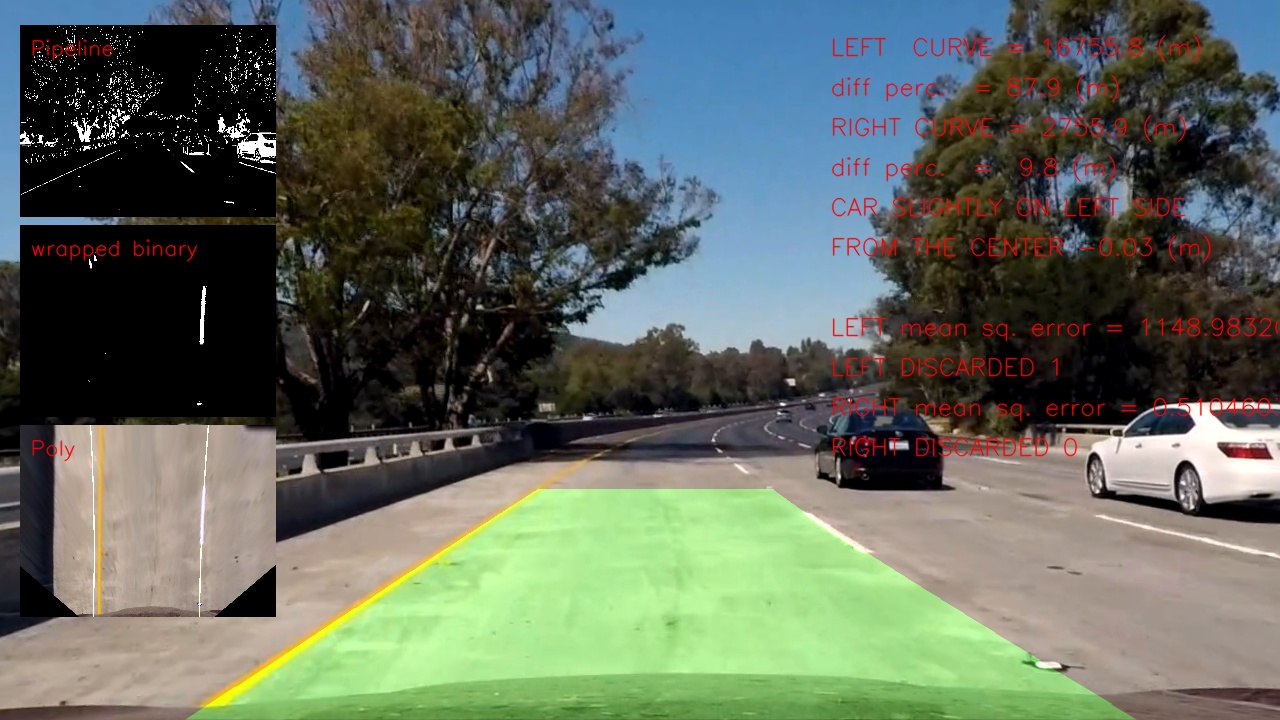 Pipeline
wrapped binary
Poly
LEFT CURVE = 16755.8 (m)
diff perc. = 87.9 (m)
RIGHT CURVE = 2755.9 (m)
diff perc. = 9.8 (m)
CAR SLIGHTLY ON LEFT SIDE
FROM THE CENTER -0.03 (m)
LEFT mean sq. error = 1148.98320
LEFT DISCARDED 1
RIGHT mean sq. error = 0.510460
RIGHT DISCARDED 0